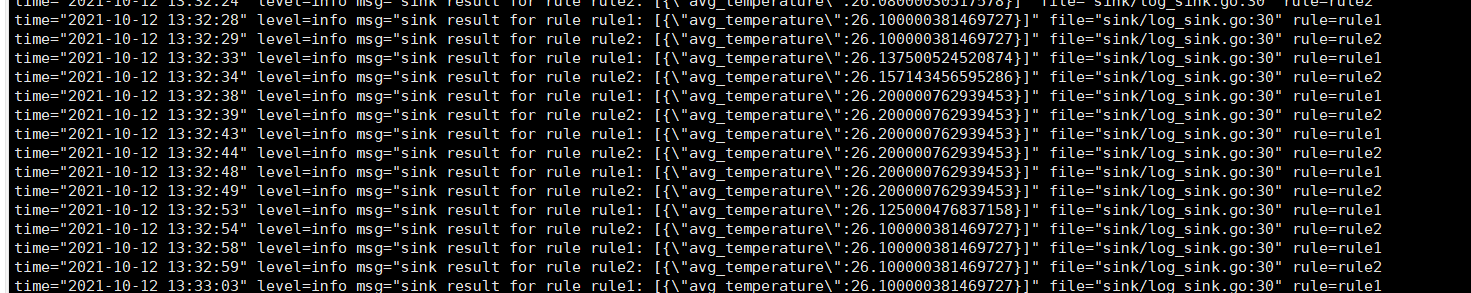 time="2021-10-12 13:32:24" level=info msg="sink result for rule rule2: [{\"avg_temperature\":26.08000030517578}]" file="sink/log_sink.go:30" rule=rule2
time="2021-10-12 13:32:28" level=info msg="sink result for rule rule1: [{\"avg_temperature\":26.100000381469727}]" file="sink/log_sink.go:30" rule=rule1
time="2021-10-12 13:32:29" level=info msg="sink result for rule rule2: [{\"avg_temperature\":26.100000381469727}]" file="sink/log_sink.go:30" rule=rule2
time="2021-10-12 13:32:33" level=info msg="sink result for rule rule1: [{\"avg_temperature\":26.137500524520874}]" file="sink/log_sink.go:30" rule=rule1
time="2021-10-12 13:32:34" level=info msg="sink result for rule rule2: [{\"avg_temperature\":26.157143456595286}]" file="sink/log_sink.go:30" rule=rule2
time="2021-10-12 13:32:38" level=info msg="sink result for rule rule1: [{\"avg_temperature\":26.200000762939453}]" file="sink/log_sink.go:30" rule=rule1
time="2021-10-12 13:32:39" level=info msg="sink result for rule rule2: [{\"avg_temperature\":26.200000762939453}]" file="sink/log_sink.go:30" rule=rule2
time="2021-10-12 13:32:43" level=info msg="sink result for rule rule1: [{\"avg_temperature\":26.200000762939453}]" file="sink/log_sink.go:30" rule=rule1
time="2021-10-12 13:32:44" level=info msg="sink result for rule rule2: [{\"avg_temperature\":26.200000762939453}]" file="sink/log_sink.go:30" rule=rule2
time="2021-10-12 13:32:48" level=info msg="sink result for rule rule1: [{\"avg_temperature\":26.200000762939453}]" file="sink/log_sink.go:30" rule=rule1
time="2021-10-12 13:32:49" level=info msg="sink result for rule rule2: [{\"avg_temperature\":26.200000762939453}]" file="sink/log_sink.go:30" rule=rule2
time="2021-10-12 13:32:53" level=info msg="sink result for rule rule1: [{\"avg_temperature\":26.125000476837158}]" file="sink/log_sink.go:30" rule=rule1
time="2021-10-12 13:32:54" level=info msg="sink result for rule rule2: [{\"avg_temperature\":26.100000381469727}]" file="sink/log_sink.go:30" rule=rule2
time="2021-10-12 13:32:58" level=info msg="sink result for rule rule1: [{\"avg_temperature\":26.100000381469727}]" file="sink/log_sink.go:30" rule=rule1
time="2021-10-12 13:32:59" level=info msg="sink result for rule rule2: [{\"avg_temperature\":26.100000381469727}]" file="sink/log_sink.go:30" rule=rule2
time="2021-10-12 13:33:03" level=info msg="sink result for rule rule1: [{\"avg_temperature\":26.100000381469727}]" file="sink/log_sink.go:30" rule=rule1